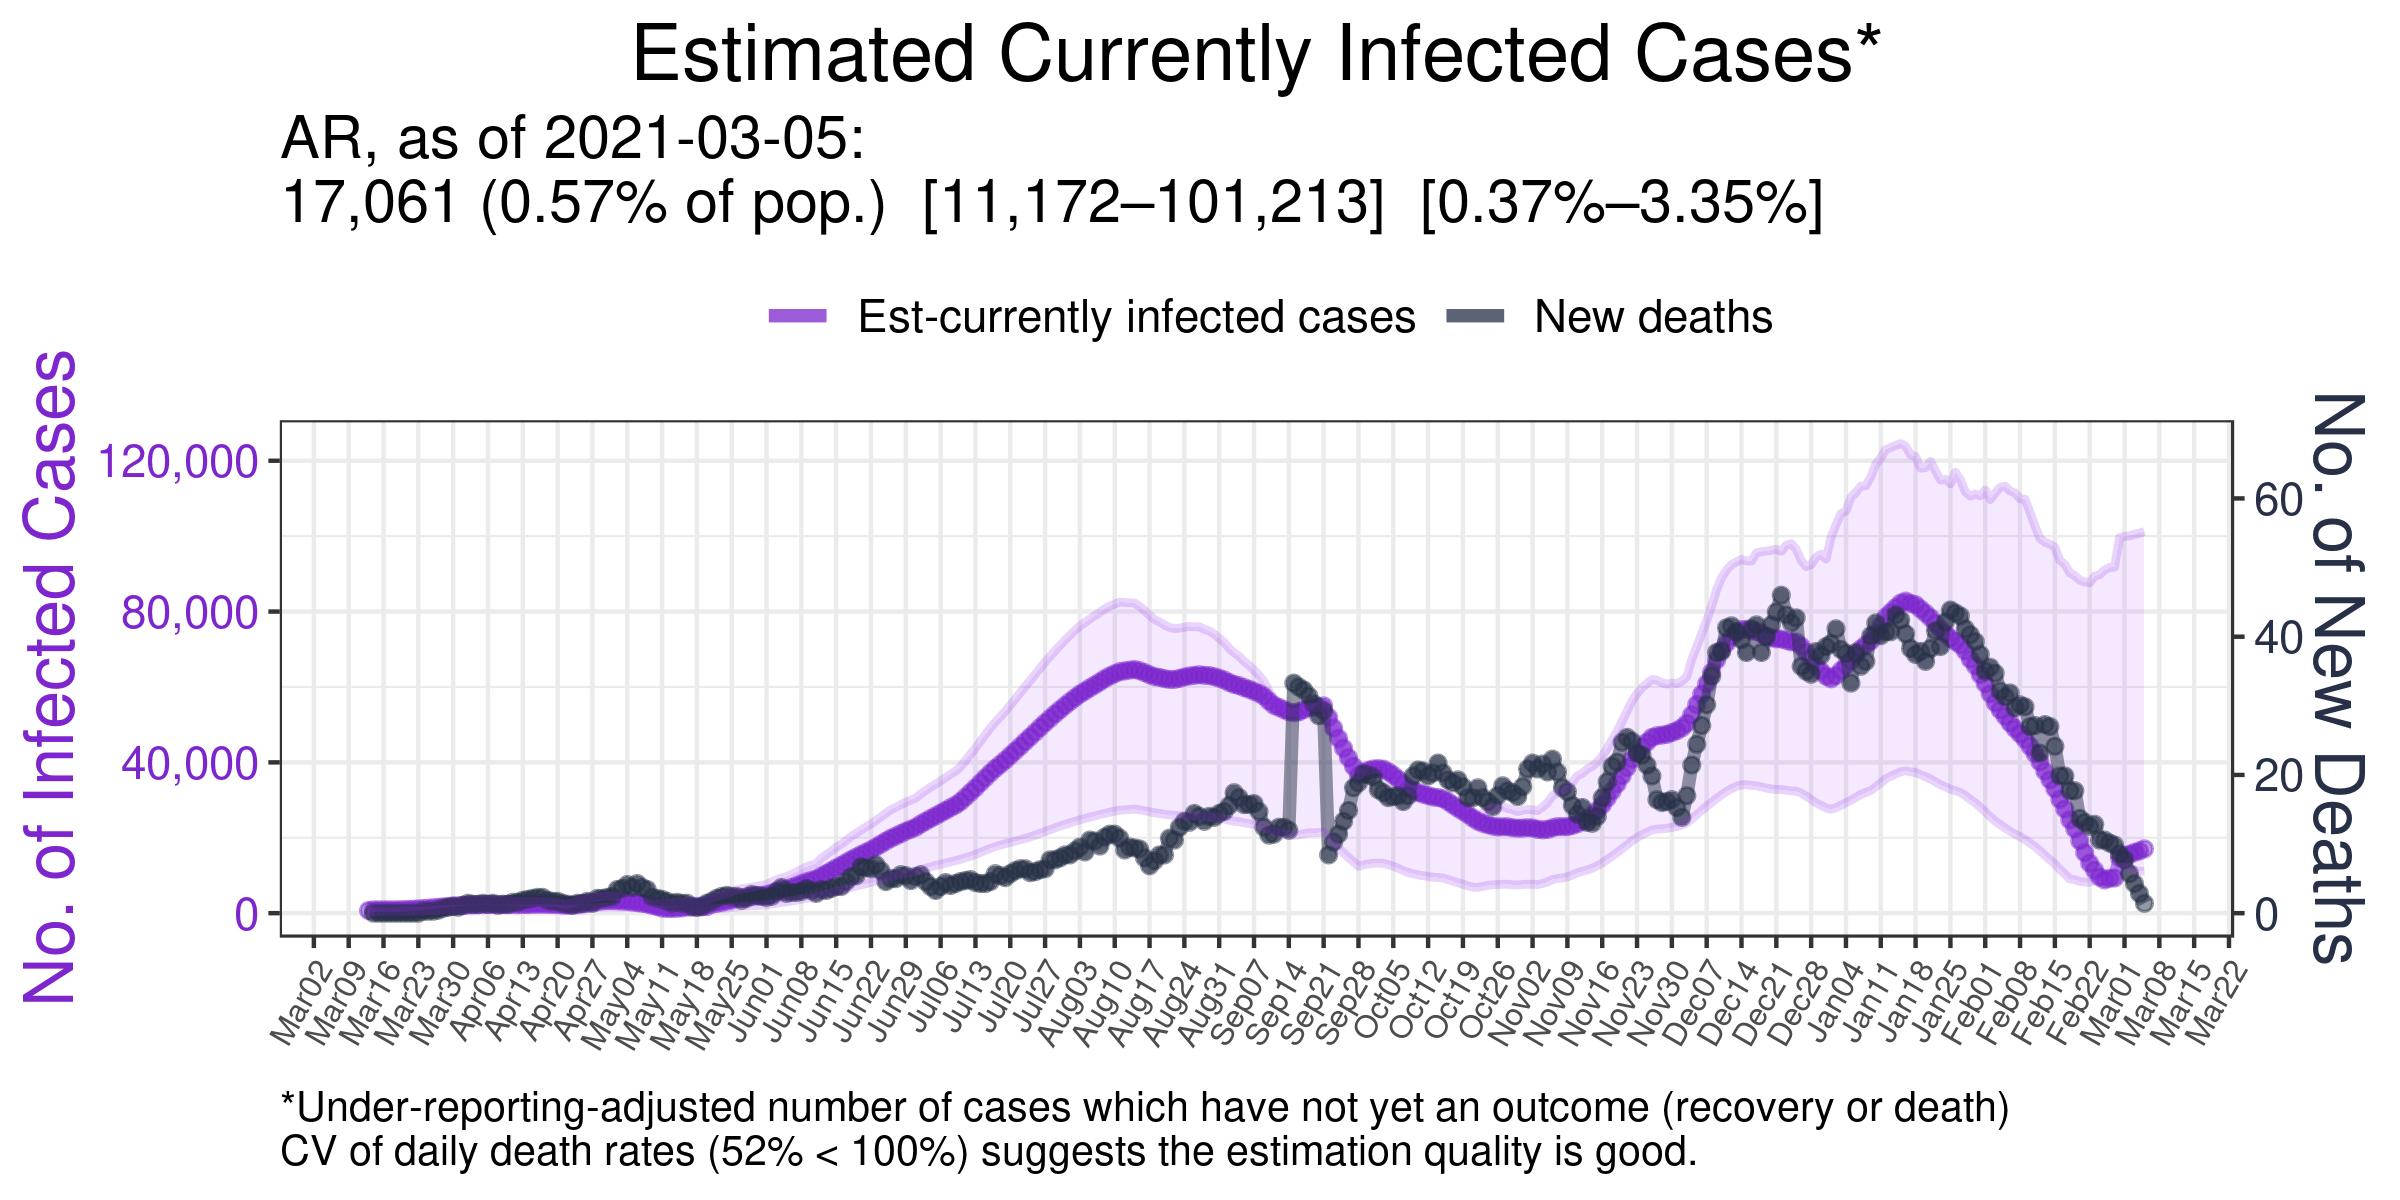 Estimated Currently Infected Cases*
AR, as of 2021-03-05:
17,061 (0.57% of pop.) [11,172–101,213] [0.37%–3.35%]
Est-currently infected cases
New deaths
No. of Infected Cases
120,000
80,000
40,000
0
60
40
20
0
No. of New Deaths
Mar02
Mar09
Mar16
Mar23
Mar30
Apr06
Apr13
Apr20
Apr27
May04
May11
May18
May25
Jun01
Jun08
Jun15
Jun22
Jun29
Jul06
Jul13
Jul20
Jul27
Aug03
Aug10
Aug17
Aug24
Aug31
Sep07
Sep14
Sep21
Sep28
Oct05
Oct12
Oct19
Oct26
Nov02
Nov09
Nov16
Nov23
Nov30
Dec07
Dec14
Dec21
Dec28
Jan04
Jan11
Jan18
Jan25
Feb01
Feb08
Feb15
Feb22
Mar01
Mar08
Mar15
Mar22
*Under-reporting-adjusted number of cases which have not yet an outcome (recovery or death)
CV of daily death rates (52% < 100%) suggests the estimation quality is good.